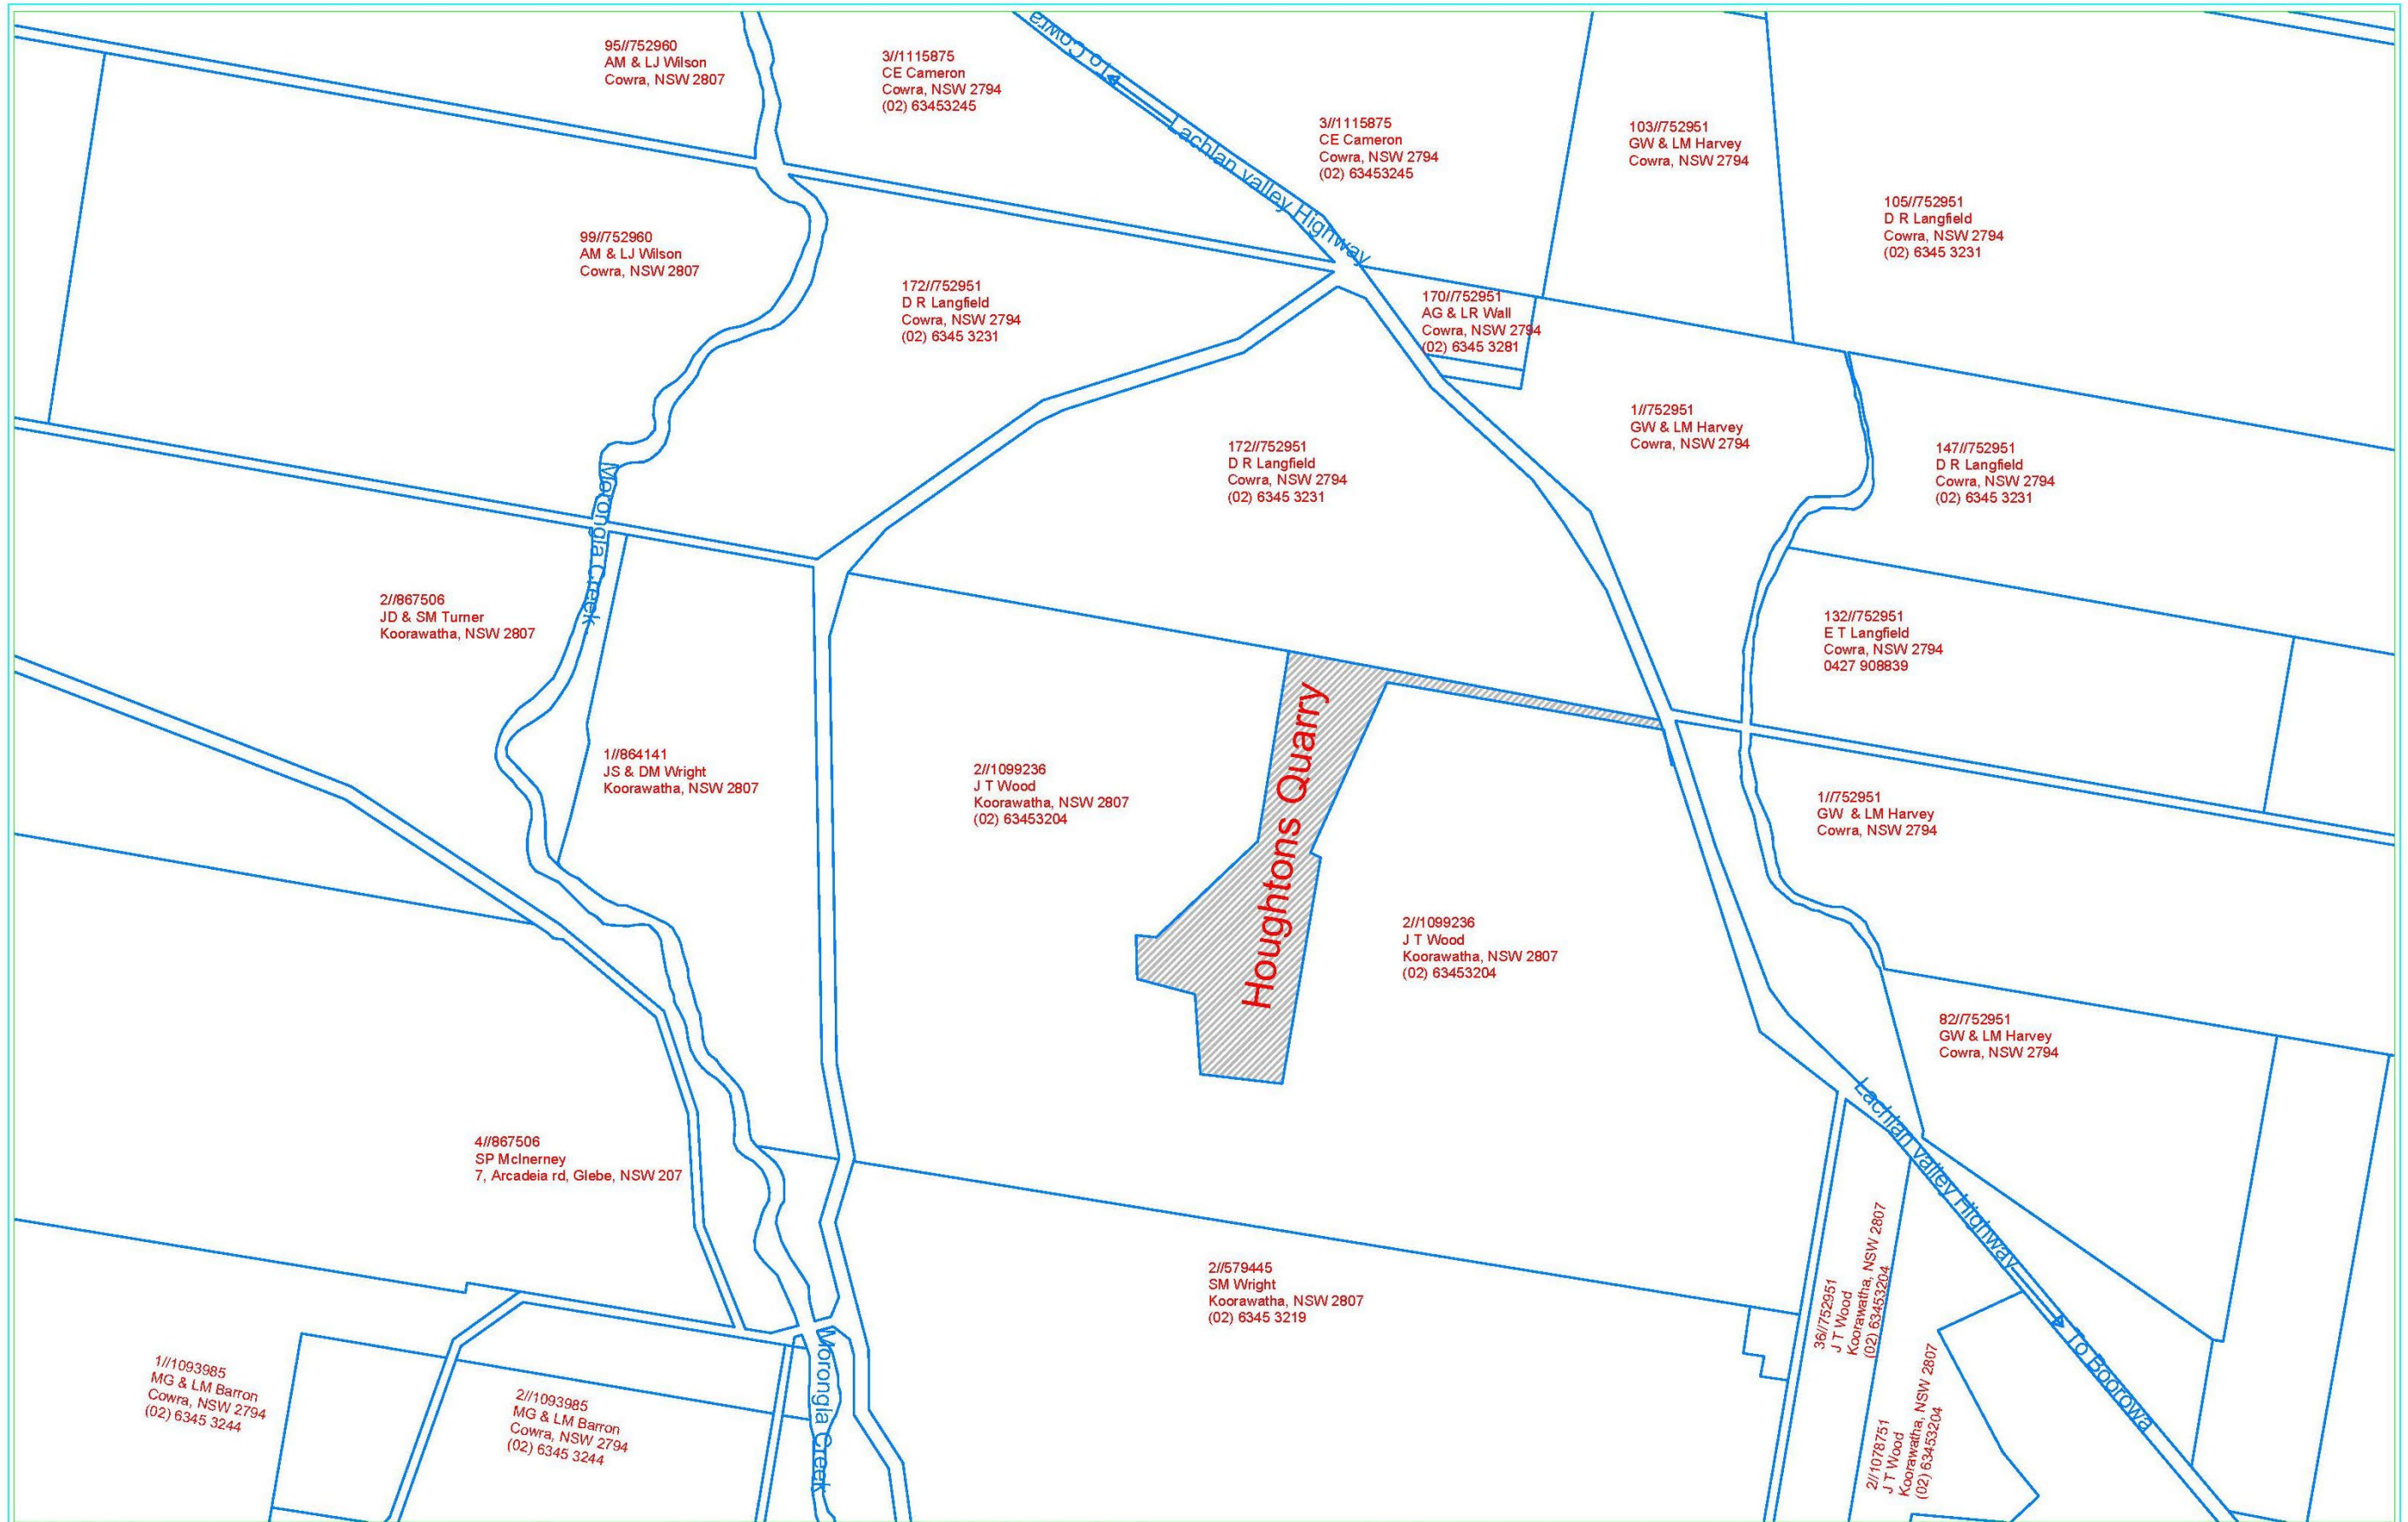 95//752960
AM & LJ Wilson
Cowra, NSW 2807
3//1115875
CE Cameron
Cowra, NSW 2794
(02) 63453245
To Cowra
Lachlan valley Highway
3//1115875
CE Cameron
Cowra, NSW 2794
(02) 63453245
103//752951
GW & LM Harvey
Cowra, NSW 2794
105//752951
D R Langfield
Cowra, NSW 2794
(02) 6345 3231
99//752960
AM & LJ Wilson
Cowra, NSW 2807
172//752951
D R Langfield
Cowra, NSW 2794
(02) 6345 3231
170//752951
AG & LR Wall
Cowra, NSW 2794
(02) 6345 3281
1//752951
GW & LM Harvey
Cowra, NSW 2794
172//752951
D R Langfield
Cowra, NSW 2794
(02) 6345 3231
147//752951
D R Langfield
Cowra, NSW 2794
(02) 6345 3231
Morongla Creek
2//867506
JD & SM Turner
Koorawatha, NSW 2807
132//752951
E T Langfield
Cowra, NSW 2794
0427 908839
1//864141
JS & DM Wright
Koorawatha, NSW 2807
2//1099236
J T Wood
Koorawatha, NSW 2807
(02) 63453204
Houghtons Quarry
1//752951
GW & LM Harvey
Cowra, NSW 2794
2//1099236
J T Wood
Koorawatha, NSW 2807
(02) 63453204
82//752951
GW & LM Harvey
Cowra, NSW 2794
4//867506
SP McInerney
7, Arcadeia rd, Glebe, NSW 207
Lachlan valley Highway
To Boorowa
2//579445
SM Wright
Koorawatha, NSW 2807
(02) 6345 3219
36//752951
J T Wood
Koorawatha, NSW 2807
(02) 63453204
1//1093985
MG & LM Barron
Cowra, NSW 2794
(02) 6345 3244
2//1093985
MG & LM Barron
Cowra, NSW 2794
(02) 6345 3244
Morongla Creek
2//1078751
J T Wood
Koorawatha, NSW 2807
(02) 63453204